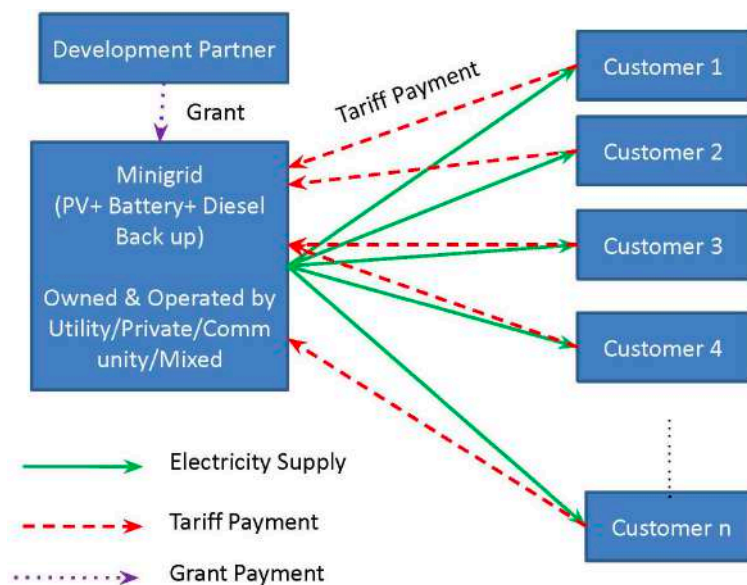 Development Partner
Grant
Minigrid
(PV+ Battery+ Diesel
Back up)
Owned & Operated by
Utility/Private/Comm
unity/Mixed
Tariff Payment
Customer 1
Customer 2
Customer 3
Customer 4
Customer n
Electricity Supply
Tariff Payment
Grant Payment